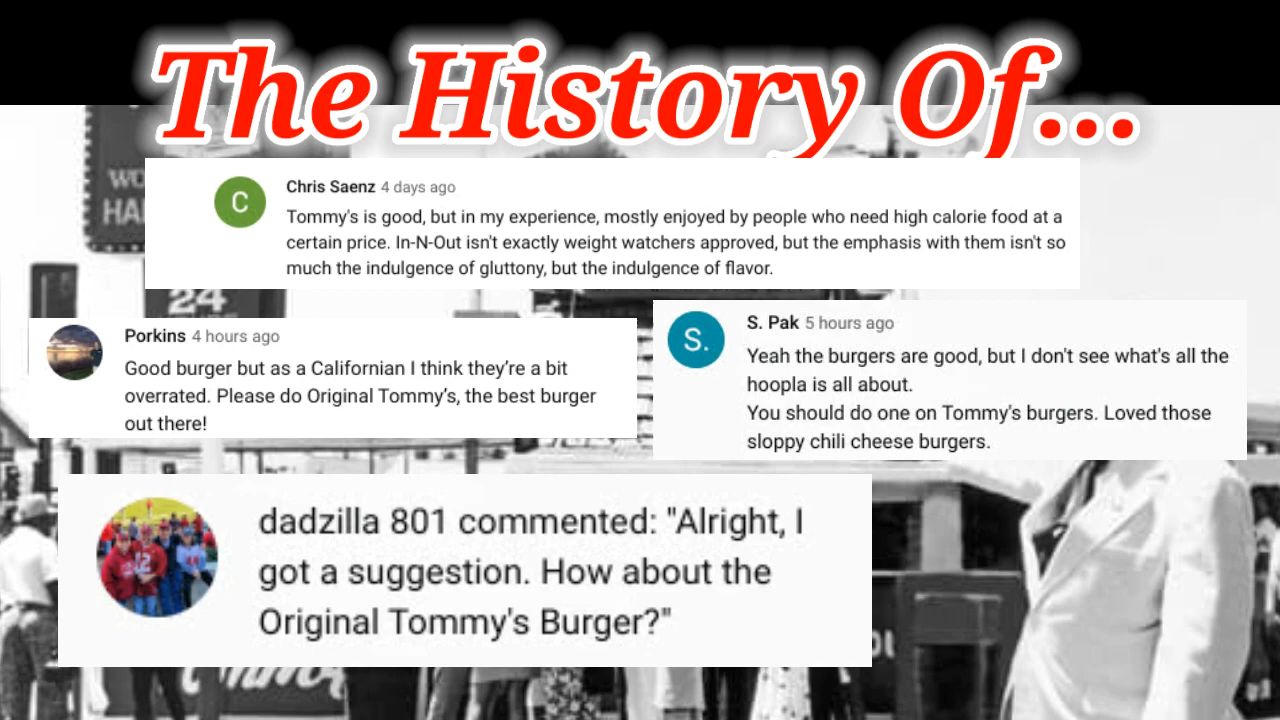 The History Of...
Chris Saenz 4 days ago
C
Tommy's is good, but in my experience, mostly enjoyed by people who need high calorie food at a
certain price. In-N-Out isn't exactly weight watchers approved, but the emphasis with them isn't so
much the indulgence of gluttony, but the indulgence of flavor.
24
Porkins 4 hours ago
Good burger but as a Californian I think they’re a bit
overrated. Please do Original Tommy’s, the best burger
out there!
S. Pak 5 hours ago
S.
Yeah the burgers are good, but I don't see what's all the
hoopla is all about.
You should do one on Tommy's burgers. Loved those
sloppy chili cheese burgers.
dadzilla 801 commented: "Alright, I
got a suggestion. How about the
Original Tommy's Burger?"